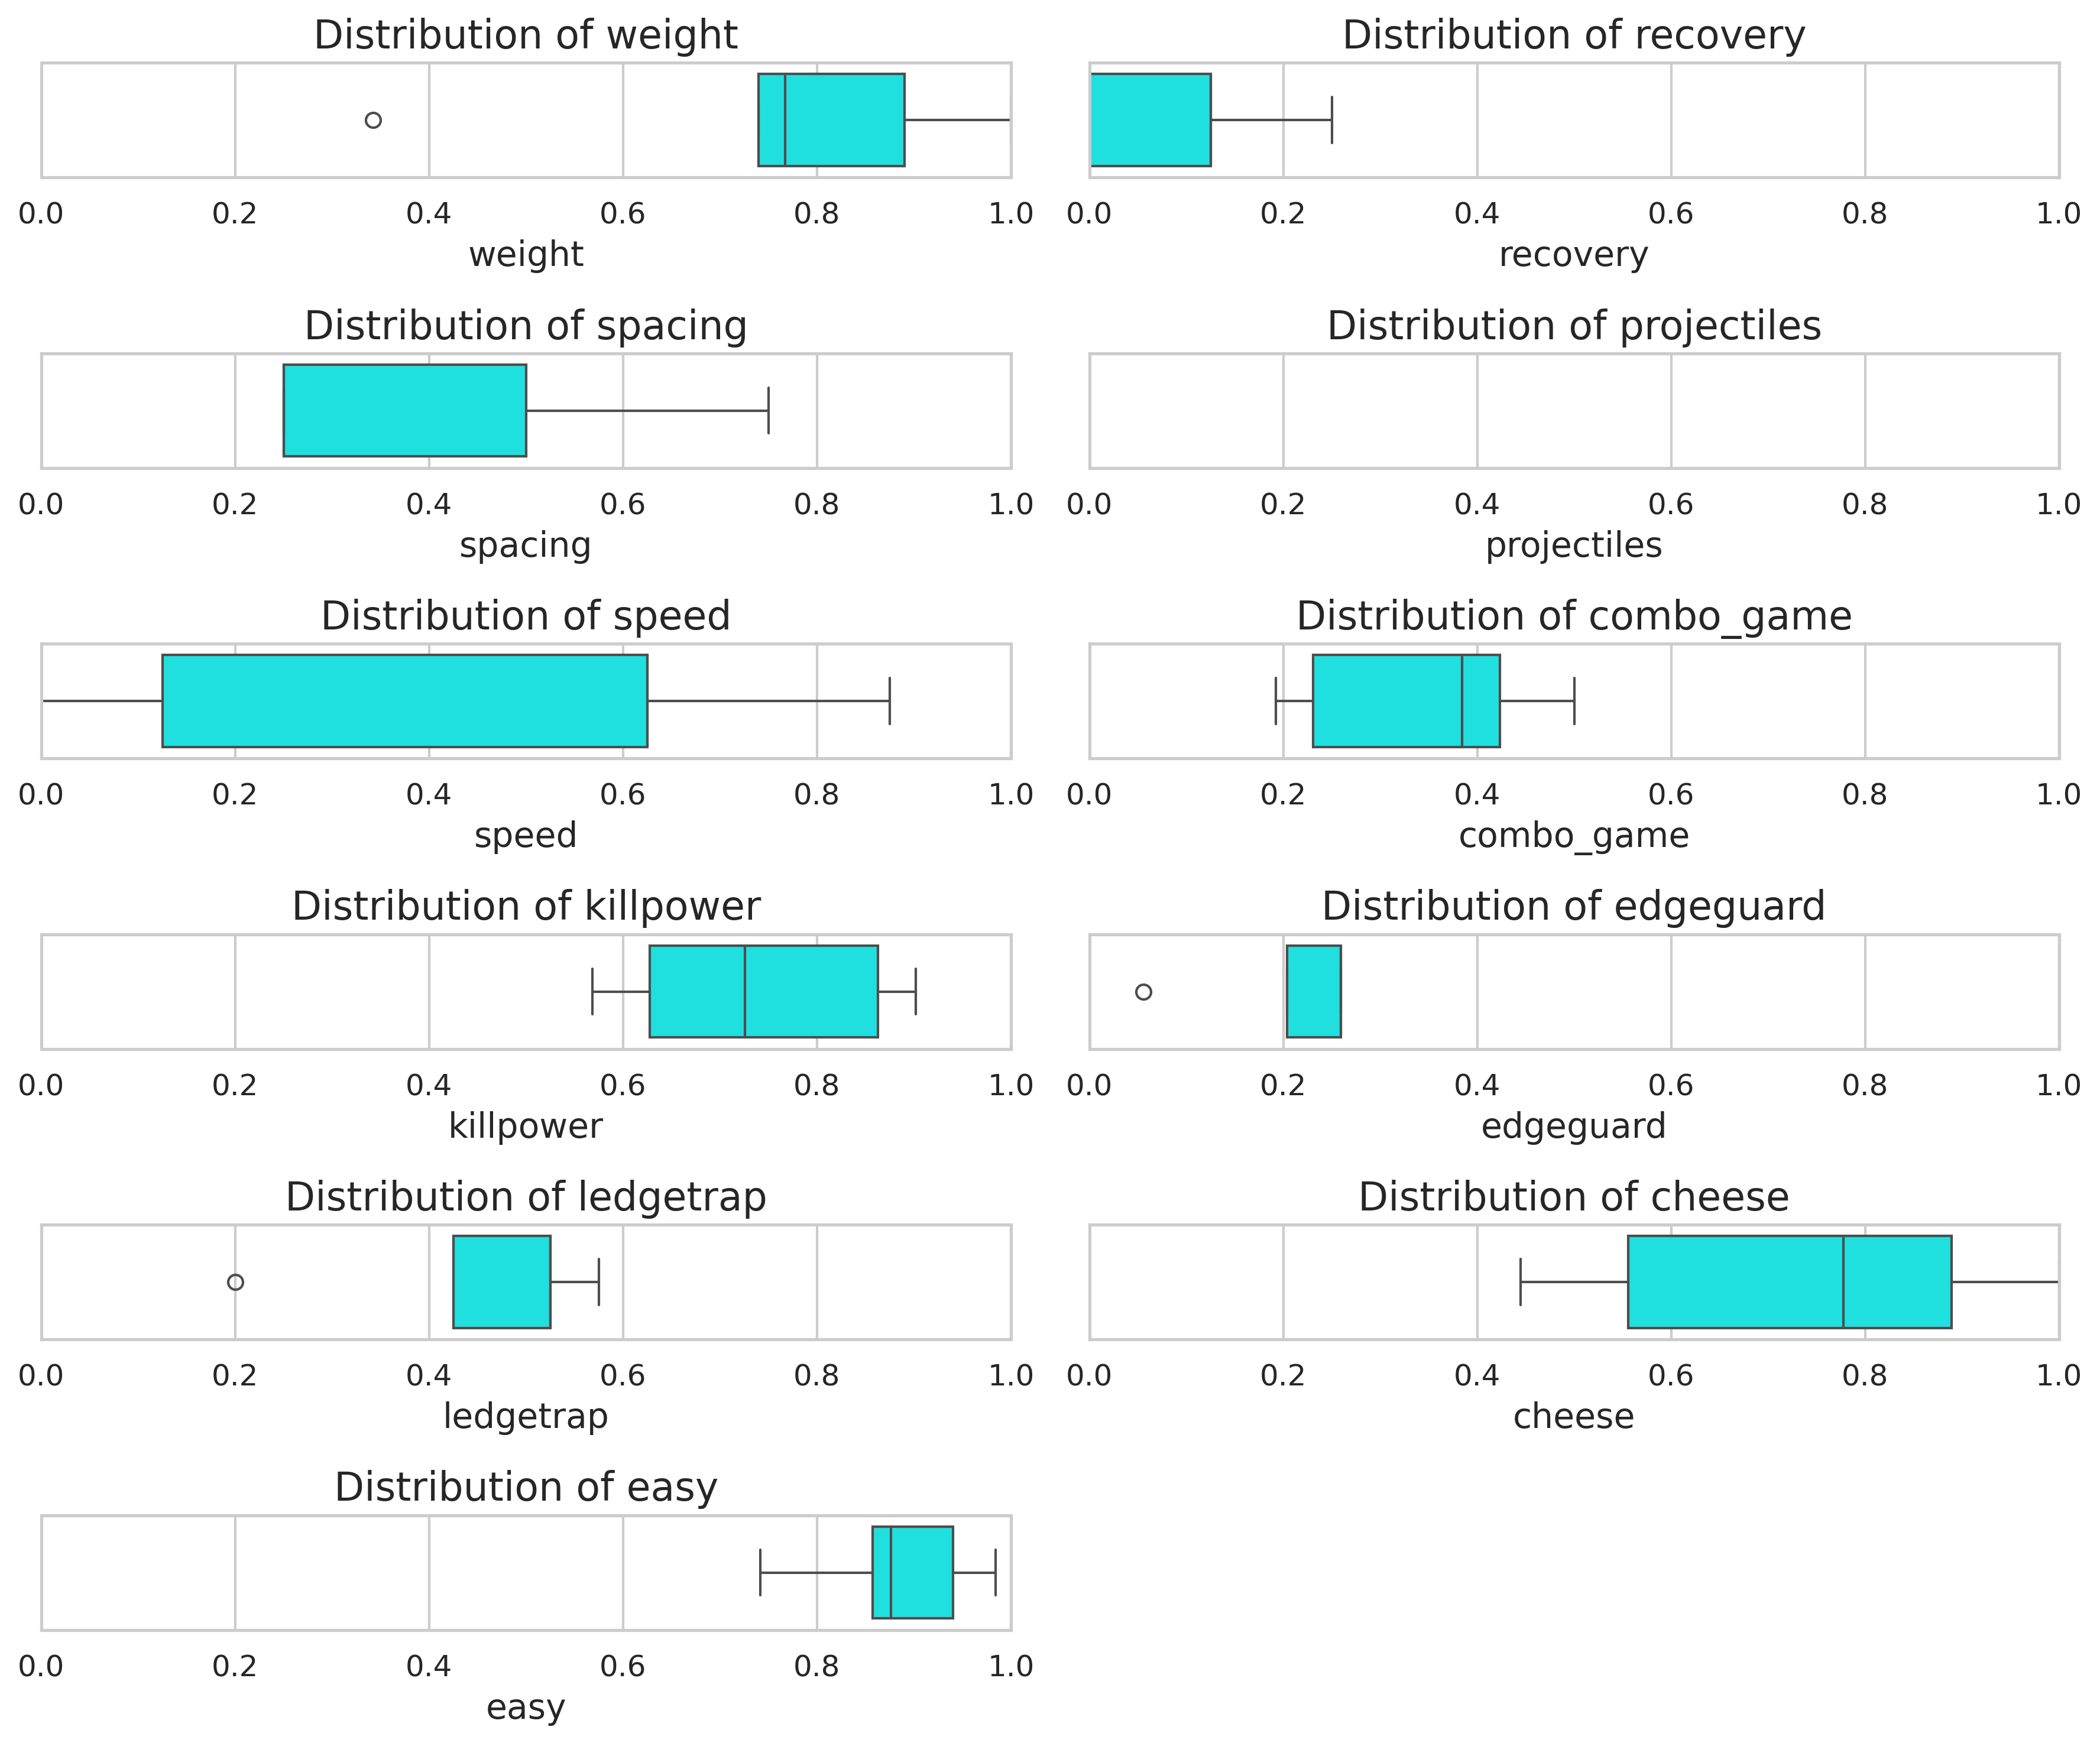 Distribution of weight
0.0 0.2 0.4 0.6 0.8 1.0
weight
Distribution of recovery
0.0 0.2 0.4 0.6 0.8 1.0
recovery
Distribution of spacing
0.0 0.2 0.4 0.6 0.8 1.0
spacing
Distribution of projectiles
0.0 0.2 0.4 0.6 0.8 1.0
projectiles
Distribution of speed
0.0 0.2 0.4 0.6 0.8 1.0
speed
Distribution of combo_game
0.0 0.2 0.4 0.6 0.8 1.0
combo_game
Distribution of killpower
0.0 0.2 0.4 0.6 0.8 1.0
killpower
Distribution of edgeguard
0.0 0.2 0.4 0.6 0.8 1.0
edgeguard
Distribution of ledgetrap
0.0 0.2 0.4 0.6 0.8 1.0
ledgetrap
Distribution of cheese
0.0 0.2 0.4 0.6 0.8 1.0
cheese
Distribution of easy
0.0 0.2 0.4 0.6 0.8 1.0
easy